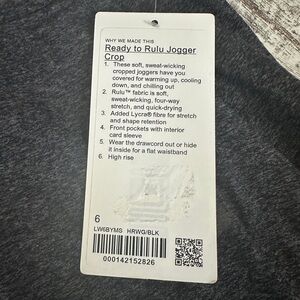 WHY WE MADE THIS
Ready to Rulu Jogger
Crop
1. These soft, sweat-wicking
cropped joggers have you
covered for warming up, cooling
down, and chilling out
2. Rulu™ fabric is soft,
sweat-wicking, four-way
stretch, and quick-drying
3. Added Lycra® fibre for stretch
and shape retention
4. Front pockets with interior
card sleeve
5. Wear the drawcord out or hide
it inside for a flat waistband
6. High rise
6
LW6BYMS HRWG/BLK
000142152826